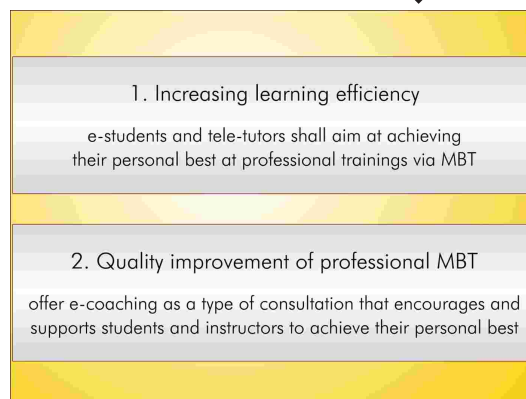 1. Increasing learning efficiency
e-students and tele-tutors shall aim at achieving
their personal best at professional trainings via MBT
2. Quality improvement of professional MBT
offer e-coaching as a type of consultation that encourages and
supports students and instructors to achieve their personal best